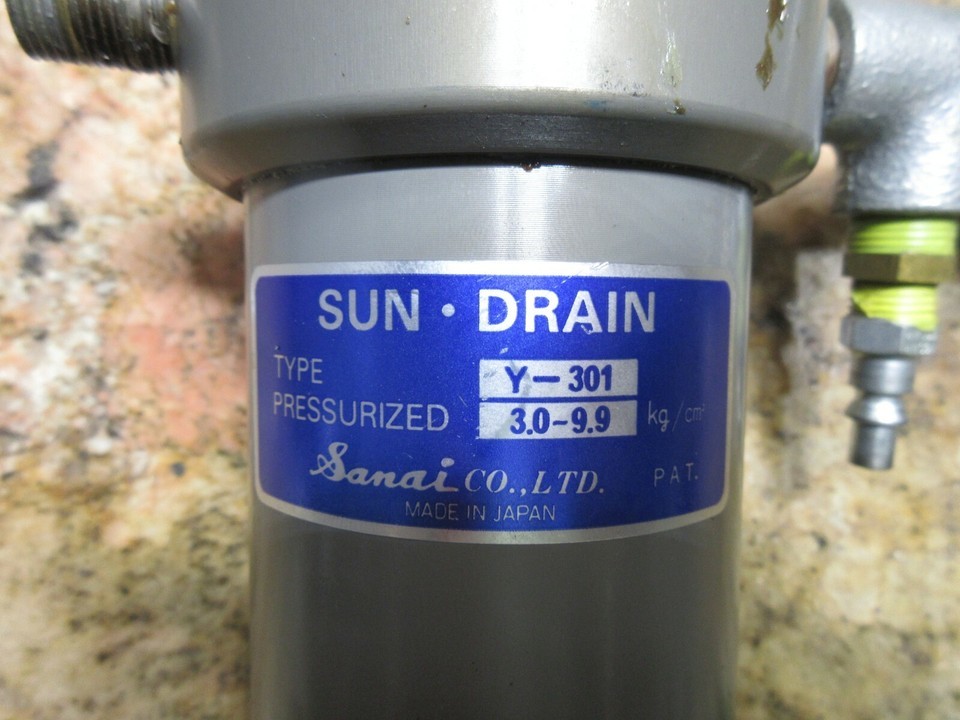 SUN・DRAIN
TYPE Y-301
PRESSURIZED 3.0-9.9 kg/cm²
Sanai CO.,LTD. PAT.
MADE IN JAPAN